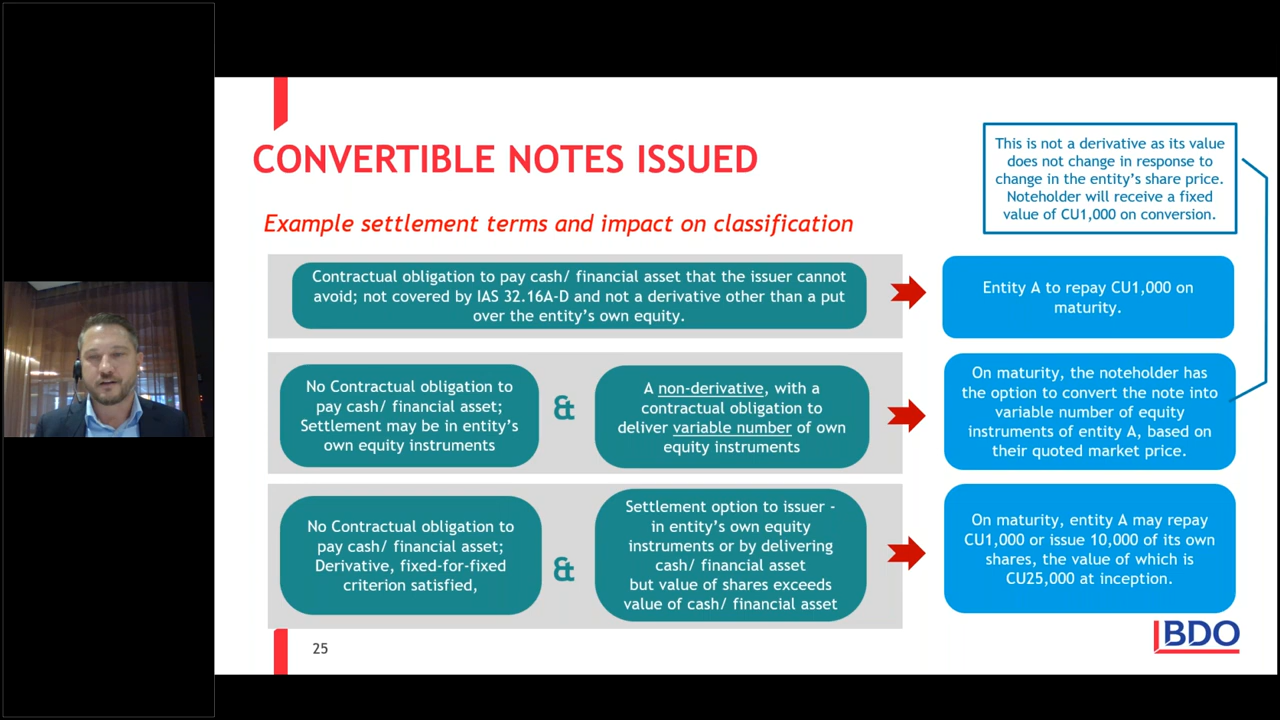 CONVERTIBLE NOTES ISSUED
This is not a derivative as its value
does not change in response to
change in the entity's share price.
Noteholder will receive a fixed
value of CU1,000 on conversion.
Example settlement terms and impact on classification
Contractual obligation to pay cash/ financial asset that the issuer cannot
avoid; not covered by IAS 32.16A-D and not a derivative other than a put
over the entity's own equity.
Entity A to repay CU1,000 on
maturity.
No Contractual obligation to
pay cash/ financial asset;
Settlement may be in entity's
own equity instruments
&
A non-derivative, with a
contractual obligation to
deliver variable number of own
equity instruments
On maturity, the noteholder has
the option to convert the note into
variable number of equity
instruments of entity A, based on
their quoted market price.
No Contractual obligation to
pay cash/ financial asset;
Derivative, fixed-for-fixed
criterion satisfied,
&
Settlement option to issuer -
in entity's own equity
instruments or by delivering
cash/ financial asset
but value of shares exceeds
value of cash/ financial asset
On maturity, entity A may repay
CU1,000 or issue 10,000 of its own
shares, the value of which is
CU25,000 at inception.
25
BDO